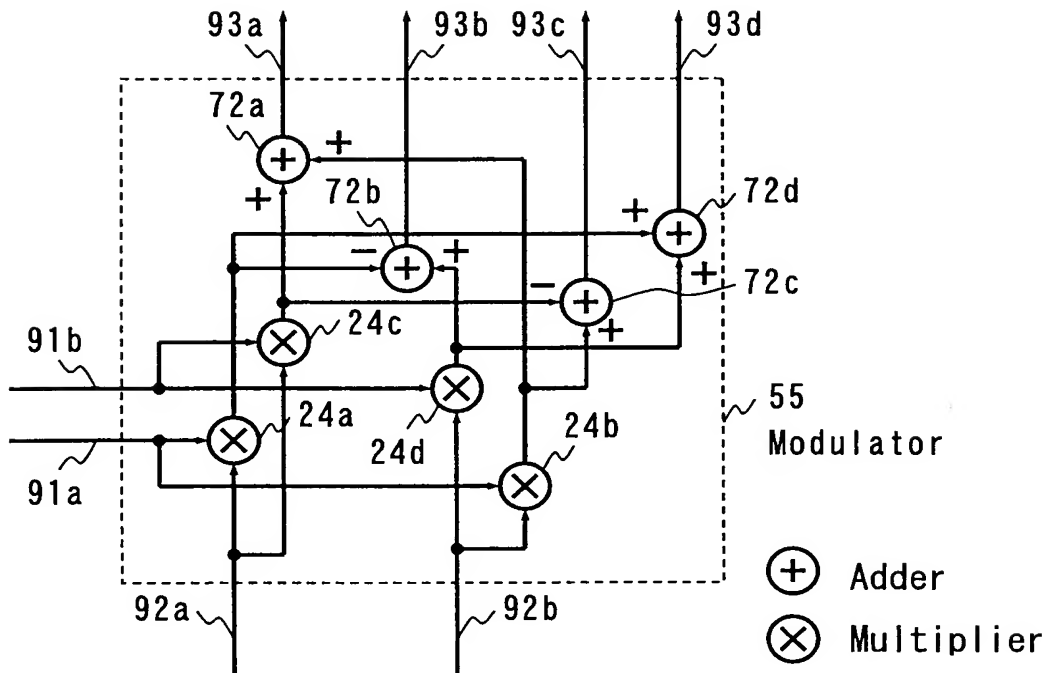 93a 93b 93c 93d
72a
+
+
72b
+ 72d
- +
+
- 72c
+
24c
91b
24a
24d 24b
55
Modulator
91a
92a 92b
Adder
Multiplier